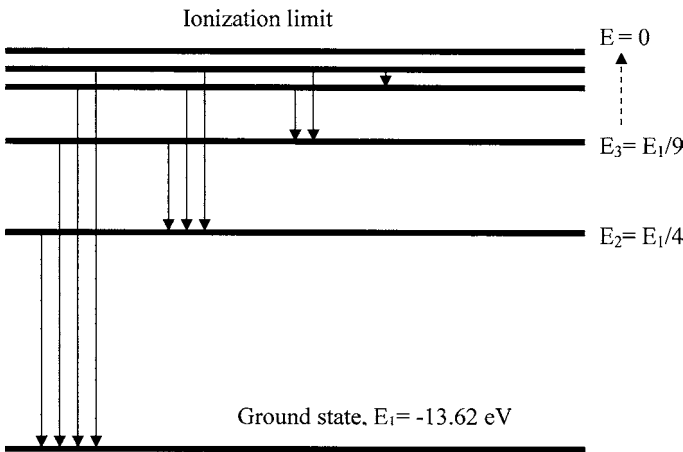 Ionization limit
E = 0
E₃= E₁/9
E₂= E₁/4
Ground state, E₁= -13.62 eV